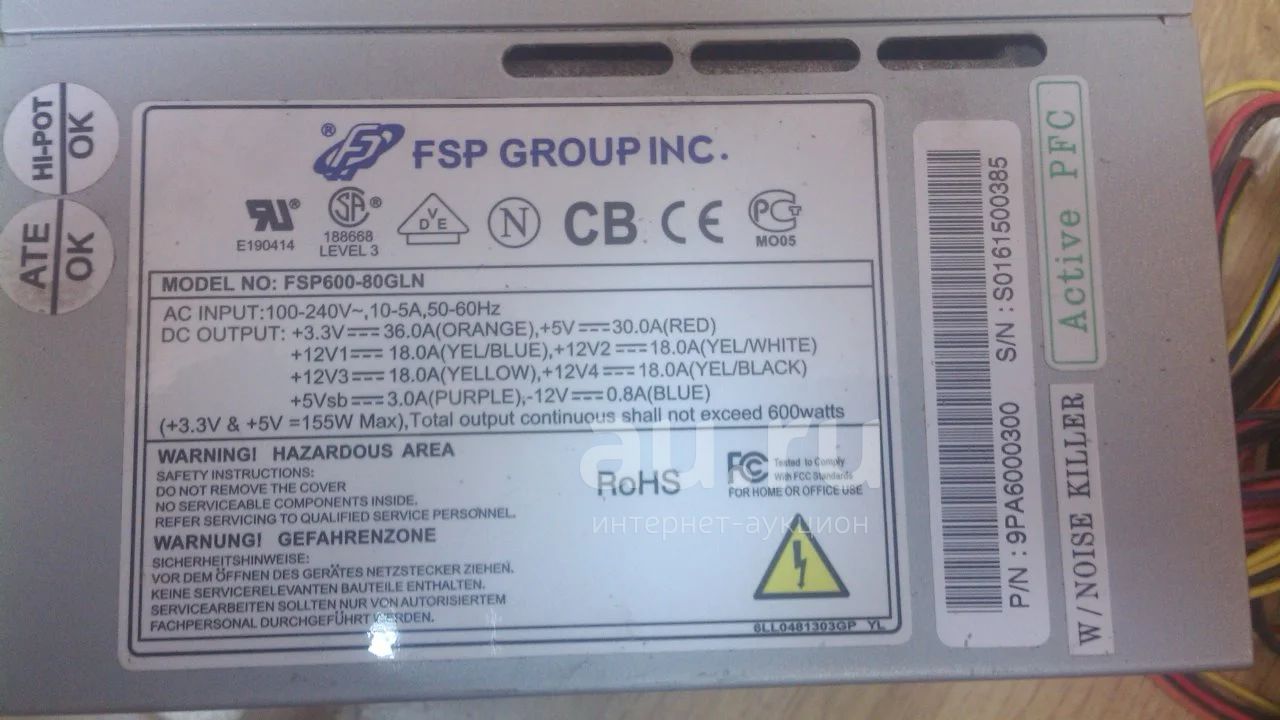 HI-POT
OK
ATE
OK
® FSP GROUP INC.
E190414
188668
LEVEL 3
VDE
N
CB
CE
MO05
MODEL NO: FSP600-80GLN
AC INPUT:100-240V~,10-5A,50-60Hz
DC OUTPUT: +3.3V⎓36.0A(ORANGE),+5V⎓30.0A(RED)
+12V1⎓18.0A(YEL/BLUE),+12V2⎓18.0A(YEL/WHITE)
+12V3⎓18.0A(YELLOW),+12V4⎓18.0A(YEL/BLACK)
+5Vsb⎓3.0A(PURPLE),-12V⎓0.8A(BLUE)
(+3.3V & +5V =155W Max),Total output continuous shall not exceed 600watts
WARNING! HAZARDOUS AREA
SAFETY INSTRUCTIONS:
DO NOT REMOVE THE COVER
NO SERVICEABLE COMPONENTS INSIDE.
REFER SERVICING TO QUALIFIED SERVICE PERSONNEL.
WARNUNG! GEFAHRENZONE
SICHERHEITSHINWEISE:
VOR DEM ÖFFNEN DES GERÄTES NETZSTECKER ZIEHEN.
KEINE SERVICERELEVANTEN BAUTEILE ENTHALTEN.
SERVICEARBEITEN SOLLTEN NUR VON AUTORISIERTEM
FACHPERSONAL DURCHGEFÜHRT WERDEN.
RoHS
FC Tested to Comply
With FCC Standards
FOR HOME OR OFFICE USE
6LL0481303GP YL
P/N : 9PA6000300 S/N : S0161500385
Active PFC
W/NOISE KILLER
au.ru
интернет-аукцион